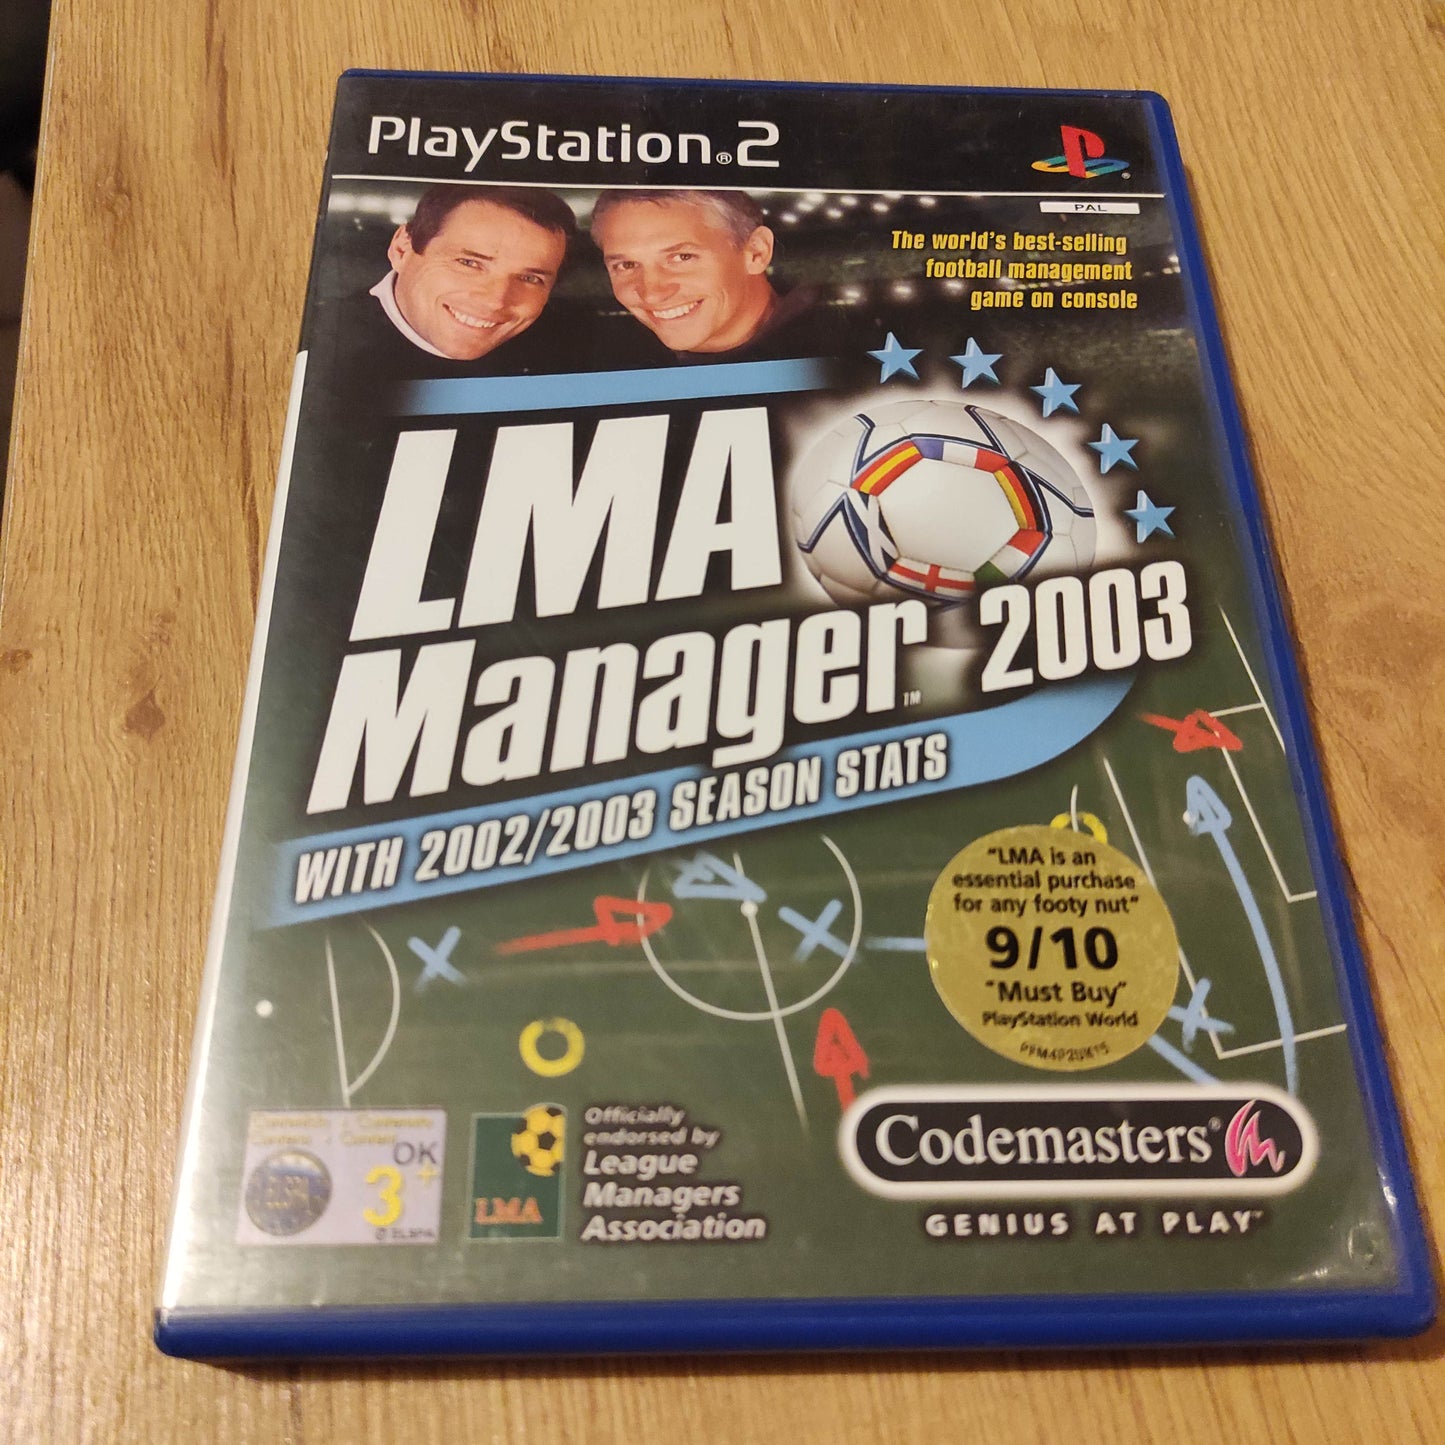 PlayStation®2
PAL
The world's best-selling
football management
game on console
LMA
Manager™ 2003
WITH 2002/2003 SEASON STATS
"LMA is an
essential purchase
for any footy nut"
9/10
"Must Buy"
PlayStation World
OK
3+
© ELSPA
ELSPA
LMA
Officially
endorsed by
League
Managers
Association
Codemasters®
GENIUS AT PLAY™